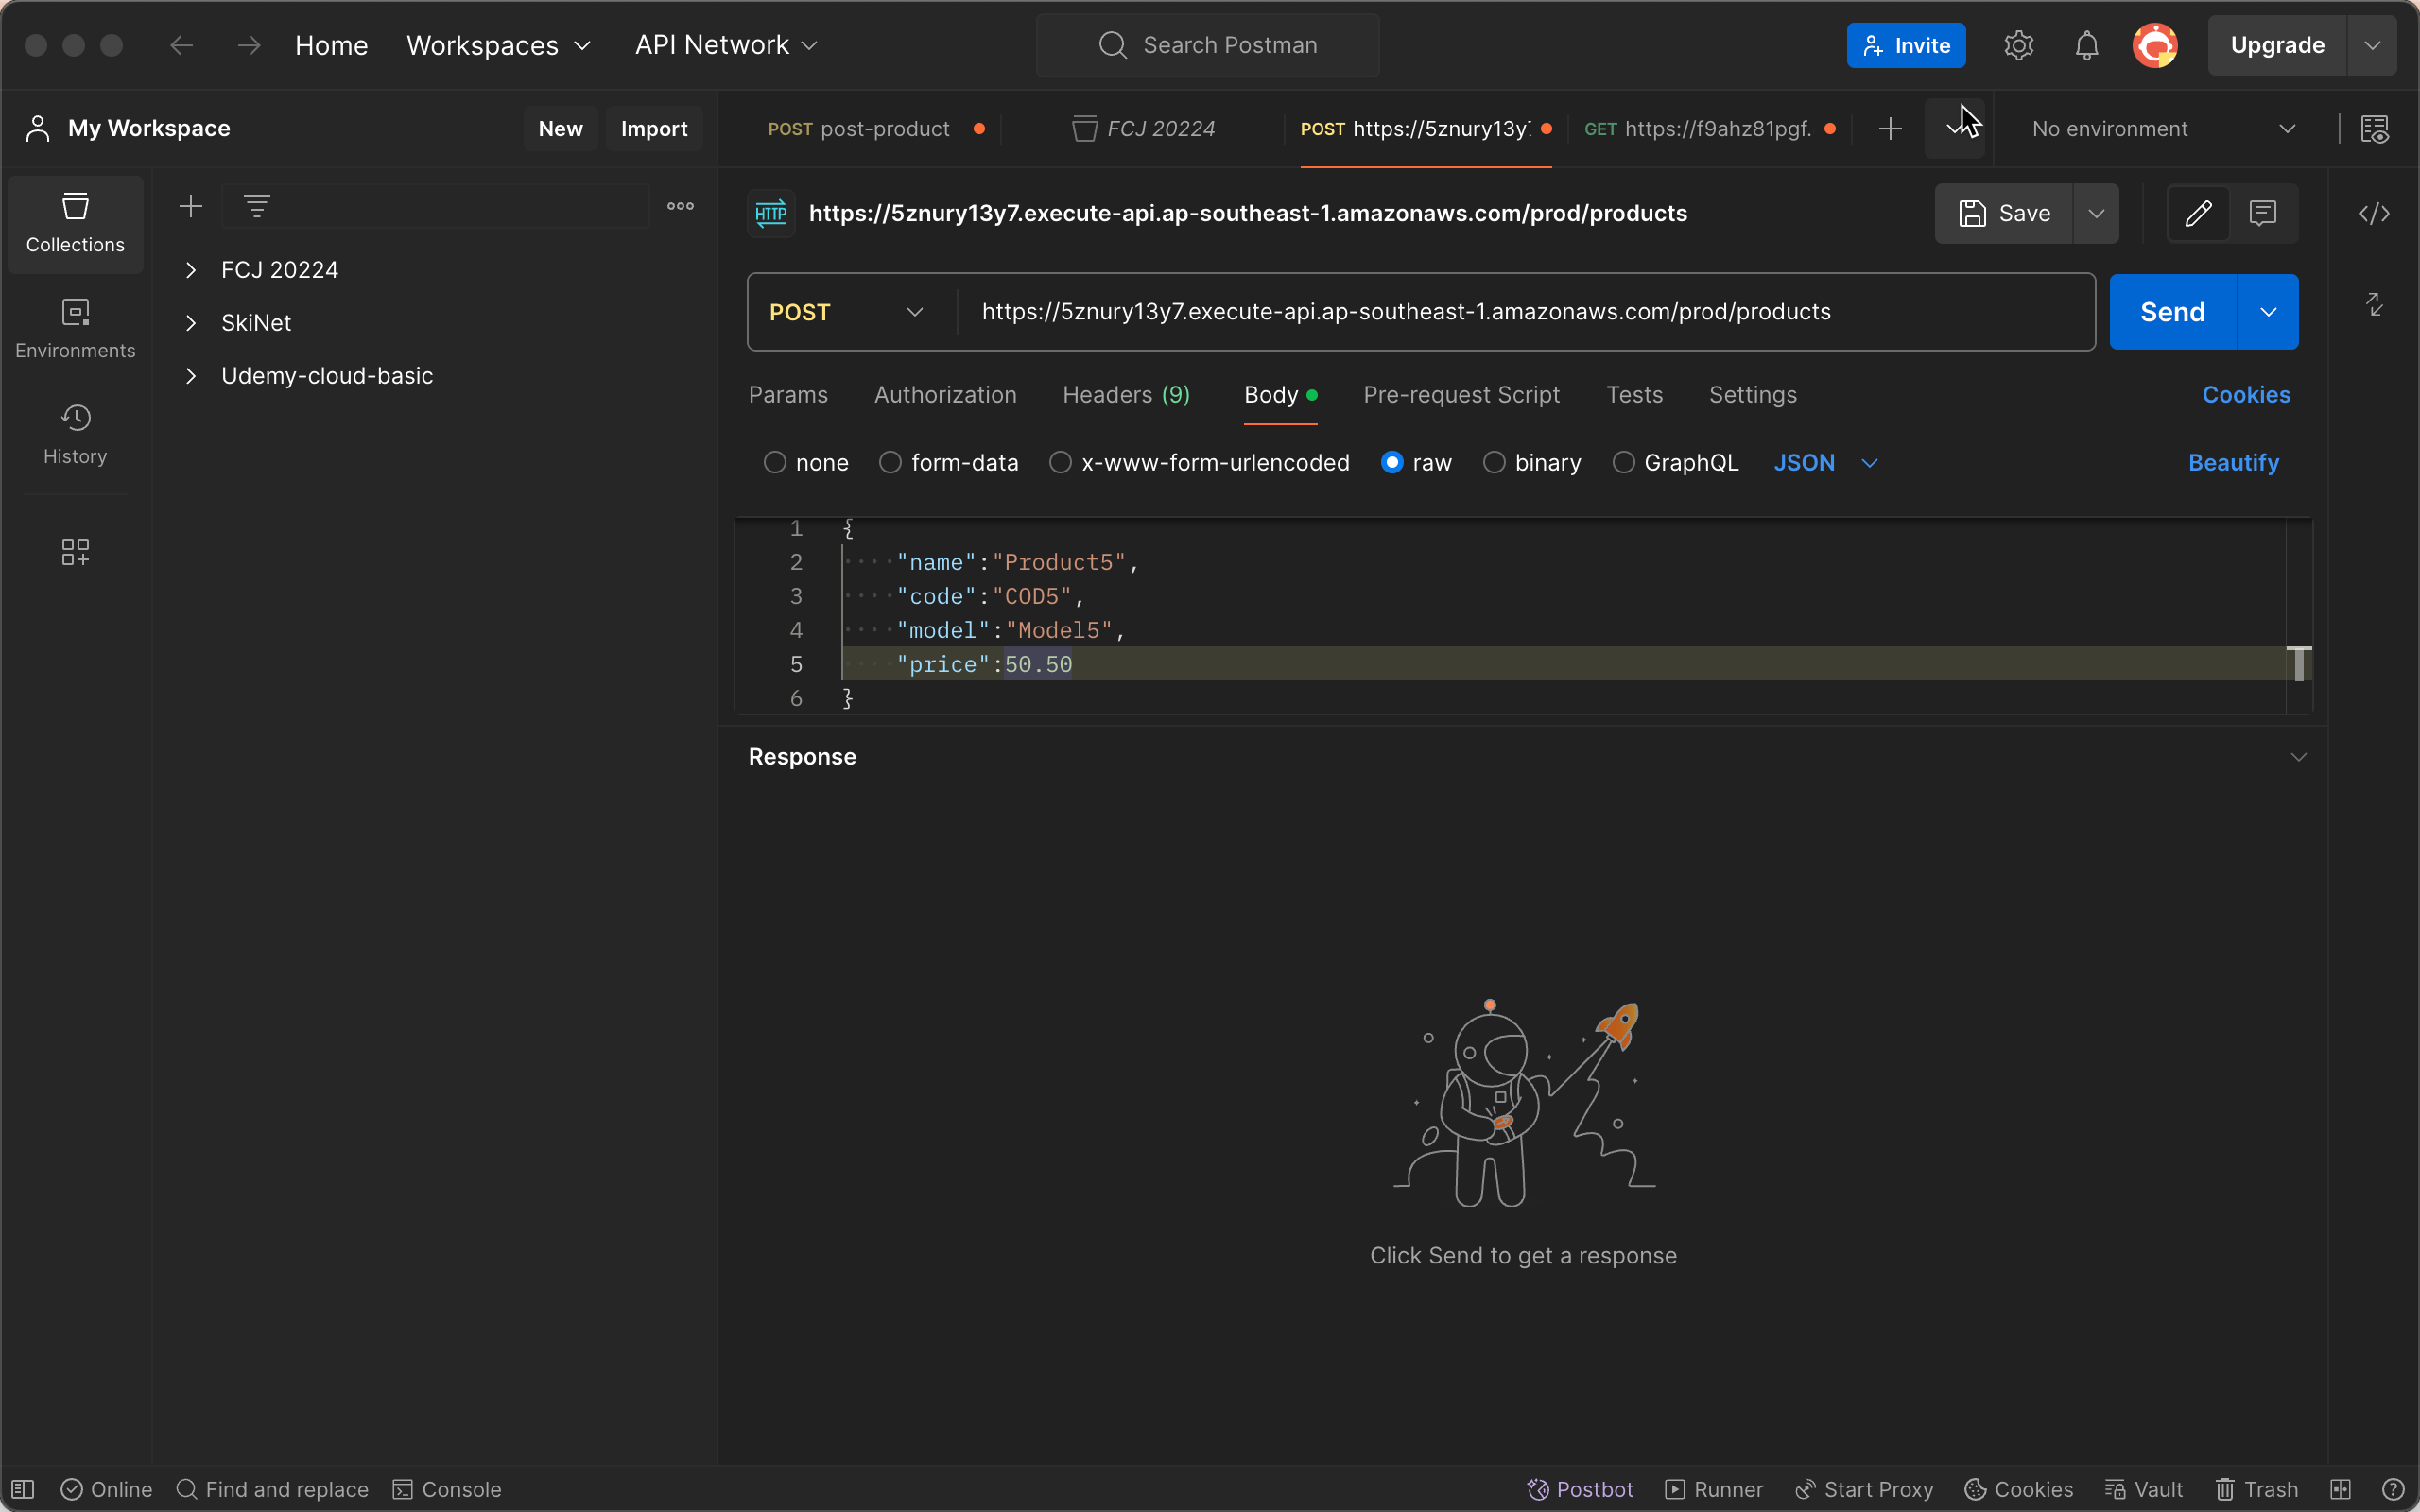 Home Workspaces API Network Search Postman Invite Upgrade
My Workspace New Import POST post-product FCJ 20224 POST https://5znury13y7 GET https://f9ahz81pgf. No environment
Collections
Environments
History
FCJ 20224
SkiNet
Udemy-cloud-basic
HTTP https://5znury13y7.execute-api.ap-southeast-1.amazonaws.com/prod/products Save
POST https://5znury13y7.execute-api.ap-southeast-1.amazonaws.com/prod/products Send
Params Authorization Headers (9) Body Pre-request Script Tests Settings Cookies
none form-data x-www-form-urlencoded raw binary GraphQL JSON Beautify
1 {
2 "name":"Product5",
3 "code":"COD5",
4 "model":"Model5",
5 "price":50.50
6 }
Response
Click Send to get a response
Online Find and replace Console Postbot Runner Start Proxy Cookies Vault Trash